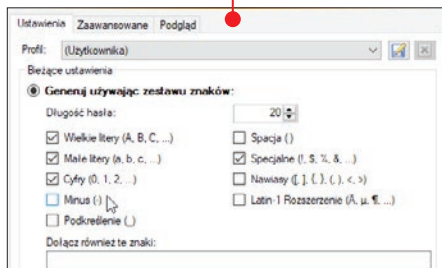 Ustawienia Zaawansowane Podgląd
Profil: (Użytkownika)
Bieżące ustawienia
Generuj używając zestawu znaków:
Długość hasła: 20
Wielkie litery (A, B, C, ...) Spacja ( )
Małe litery (a, b, c, ...) Specjalne (!, $, %, &, ...)
Cyfry (0, 1, 2, ...) Nawiasy ([, ], {, }, (, ), <, >)
Minus (-) Latin-1 Rozszerzenie (Ä, µ, ¶, ...)
Podkreślenie (_)
Dołącz również te znaki: